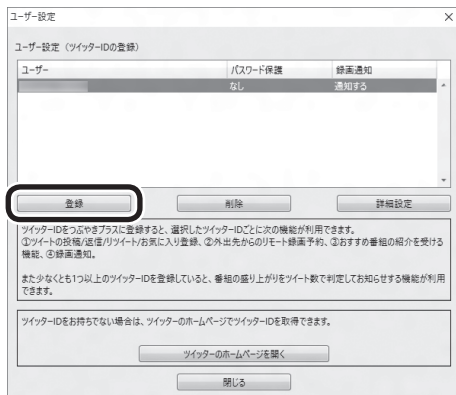 ユーザー設定
ユーザー設定（ツイッターIDの登録）
ユーザー パスワード保護 録画通知
なし 通知する
登録 削除 詳細設定
ツイッターIDをつぶやきプラスに登録すると、選択したツイッターIDごとに次の機能が利用できます。
①ツイートの投稿/返信/リツイート/お気に入り登録、②外出先からのリモート録画予約、③おすすめ番組の紹介を受ける
機能、④録画通知。
また少なくとも1つ以上のツイッターIDを登録していると、番組の盛り上がりをツイート数で判定してお知らせする機能が利用
できます。
ツイッターIDをお持ちでない場合は、ツイッターのホームページでツイッターIDを取得できます。
ツイッターのホームページを開く
閉じる